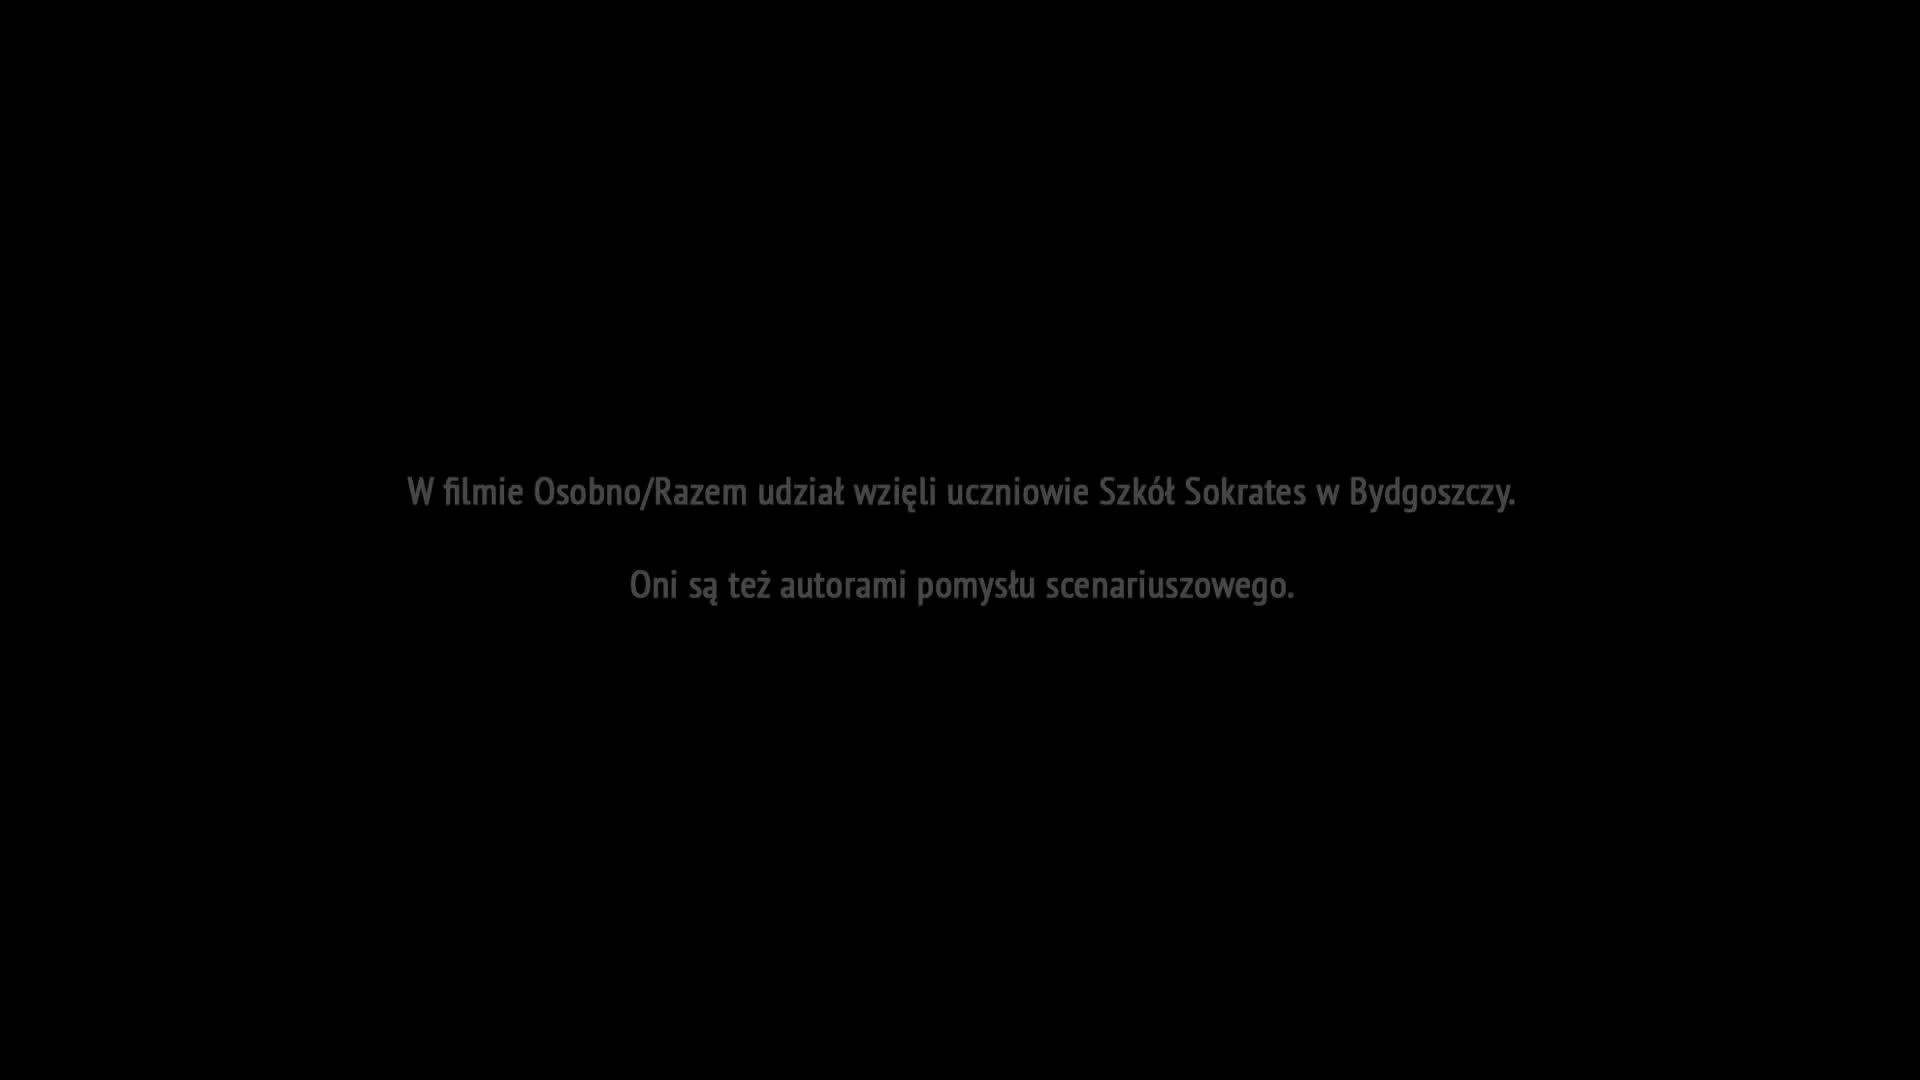 W filmie Osobno/Razem udział wzięli uczniowie Szkół Sokrates w Bydgoszczy.
Oni są też autorami pomysłu scenariuszowego.